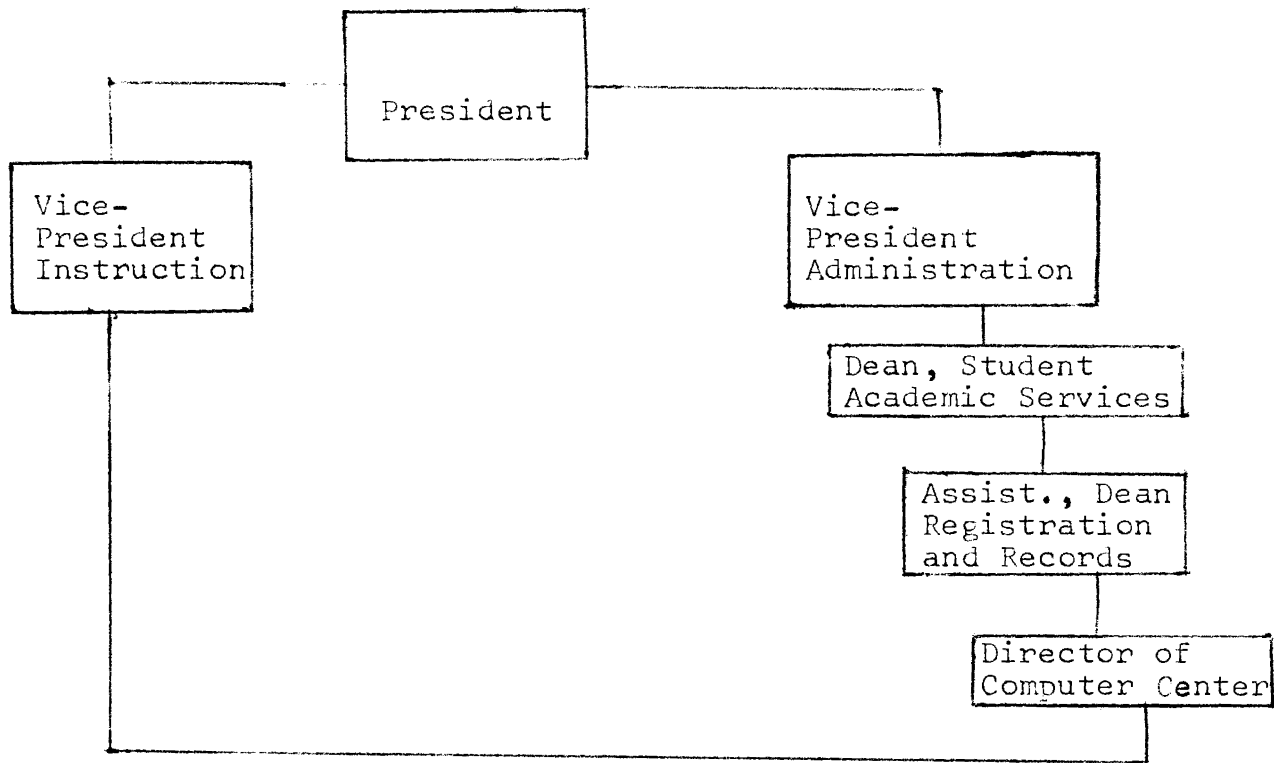 President
Vice-
President
Instruction
Vice-
President
Administration
Dean, Student
Academic Services
Assist., Dean
Registration
and Records
Director of
Computer Center